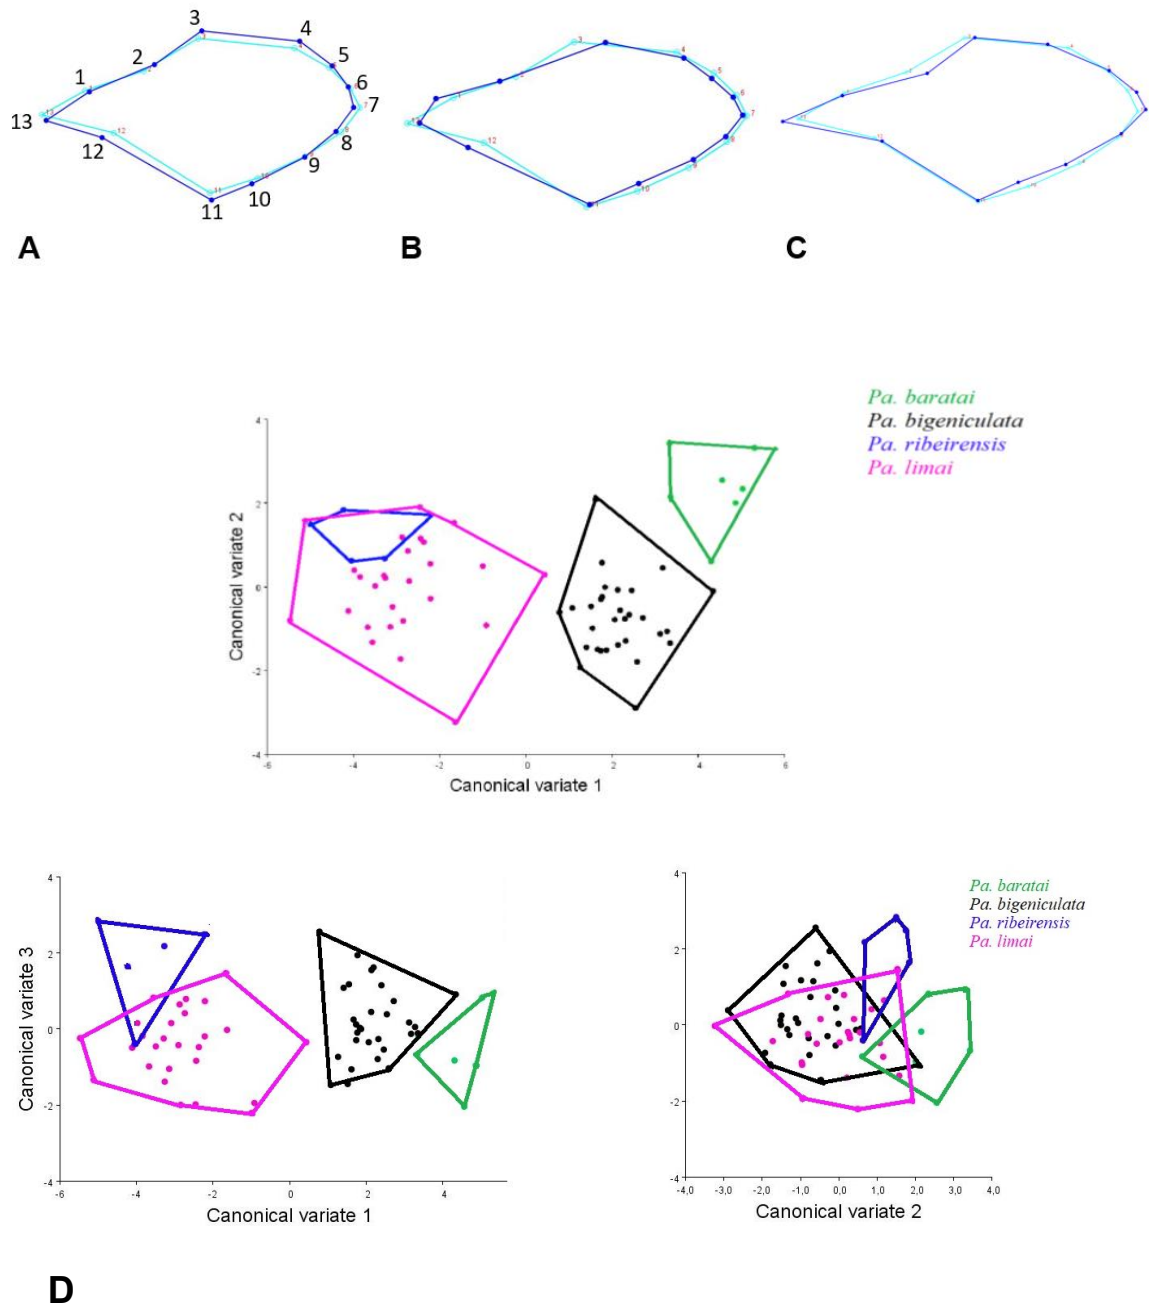 3
4
2
5
1
6
7
13
8
12
9
10
11
A
B
C
Pa. baratai
Pa. bigeniculata
Pa. ribeirensis
Pa. limai
4
2
0
-2
-4
Canonical variate 2
-6 -4 -2 0 2 4 6
Canonical variate 1
4
2
0
-2
-4
Canonical variate 3
-6 -4 -2 0 2 4
Canonical variate 1
Pa. baratai
Pa. bigeniculata
Pa. ribeirensis
Pa. limai
4
2
0
-2
-4
-4,0 -3,0 -2,0 -1,0 0,0 1,0 2,0 3,0 4,0
Canonical variate 2
D